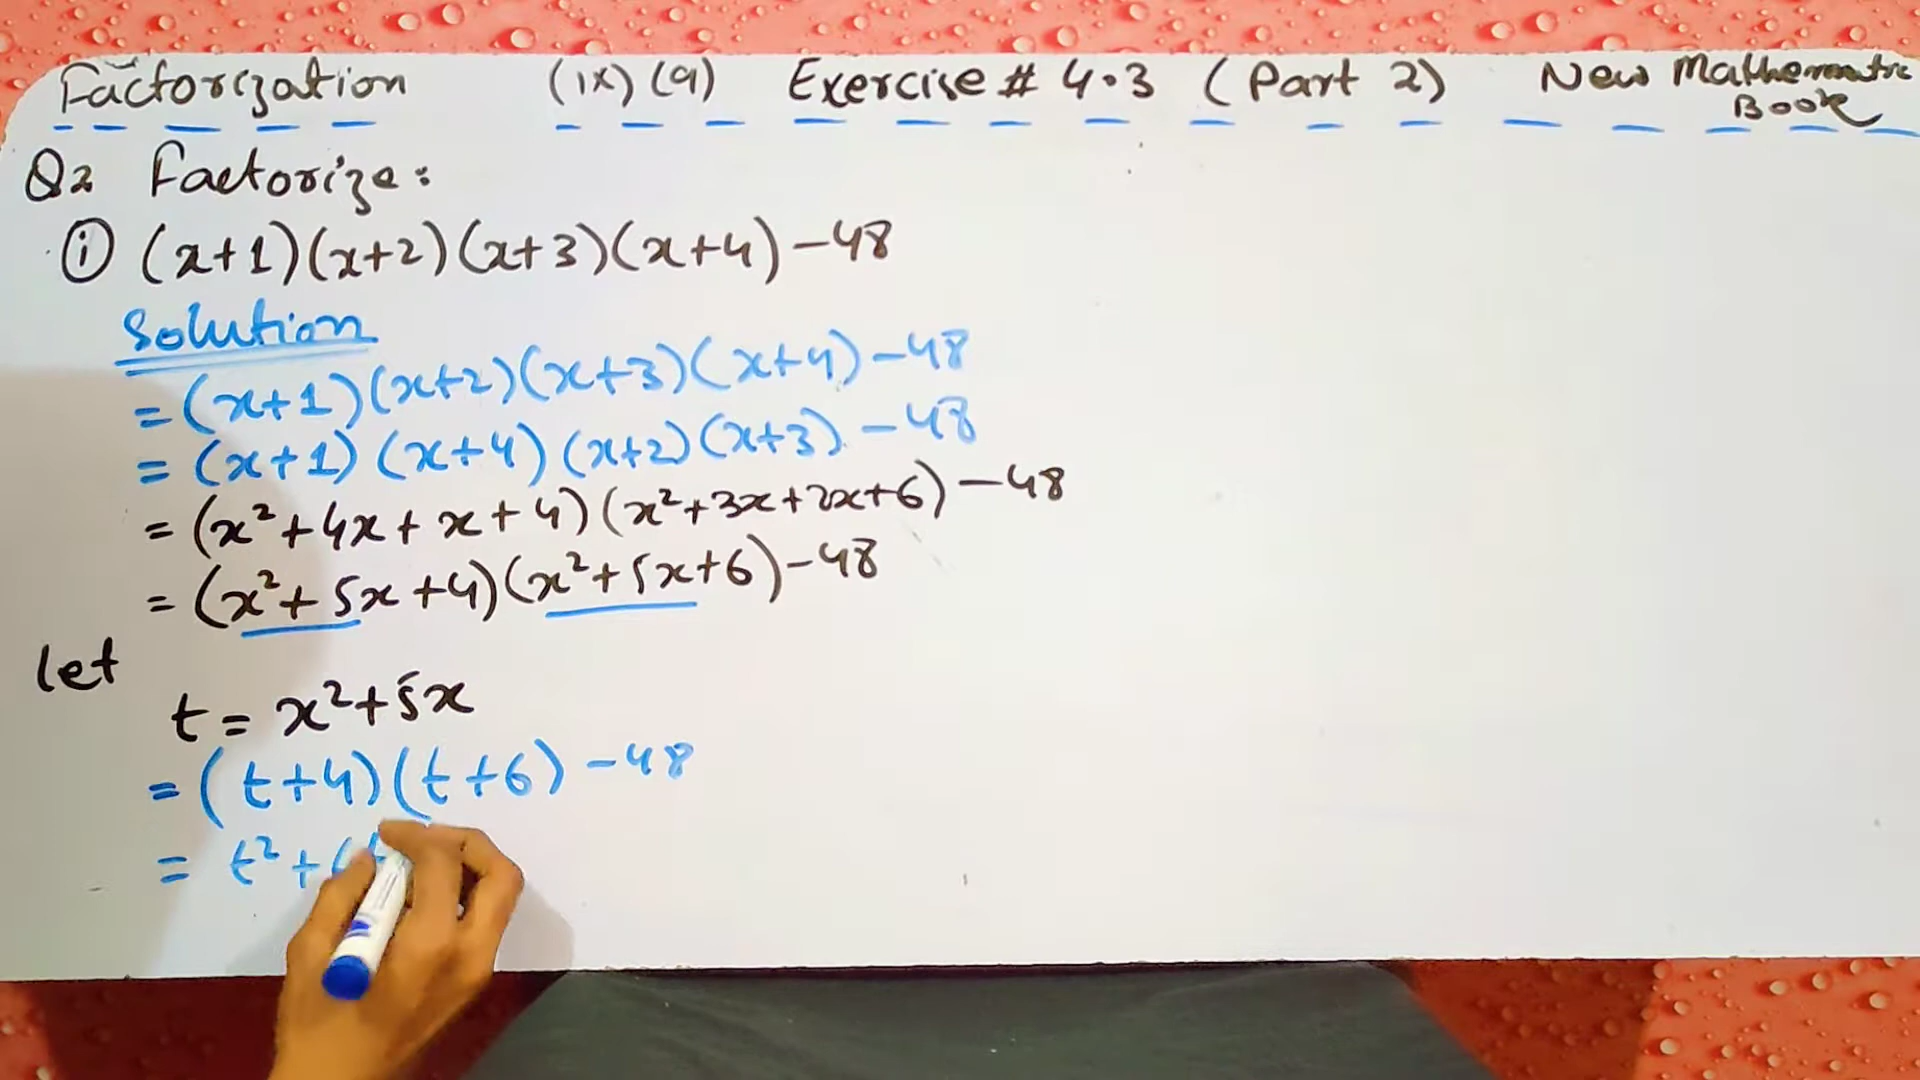 Factorization (IX) (9) Exercise # 4.3 (Part 2) New Mathematic Book
Q2 Factorize:
(i) (x+1)(x+2)(x+3)(x+4)-48
Solution
= (x+1)(x+2)(x+3)(x+4)-48
= (x+1)(x+4)(x+2)(x+3)-48
= (x²+4x+x+4)(x²+3x+2x+6)-48
= (x²+5x+4)(x²+5x+6)-48
let
t = x²+5x
= (t+4)(t+6)-48
= t²+6t